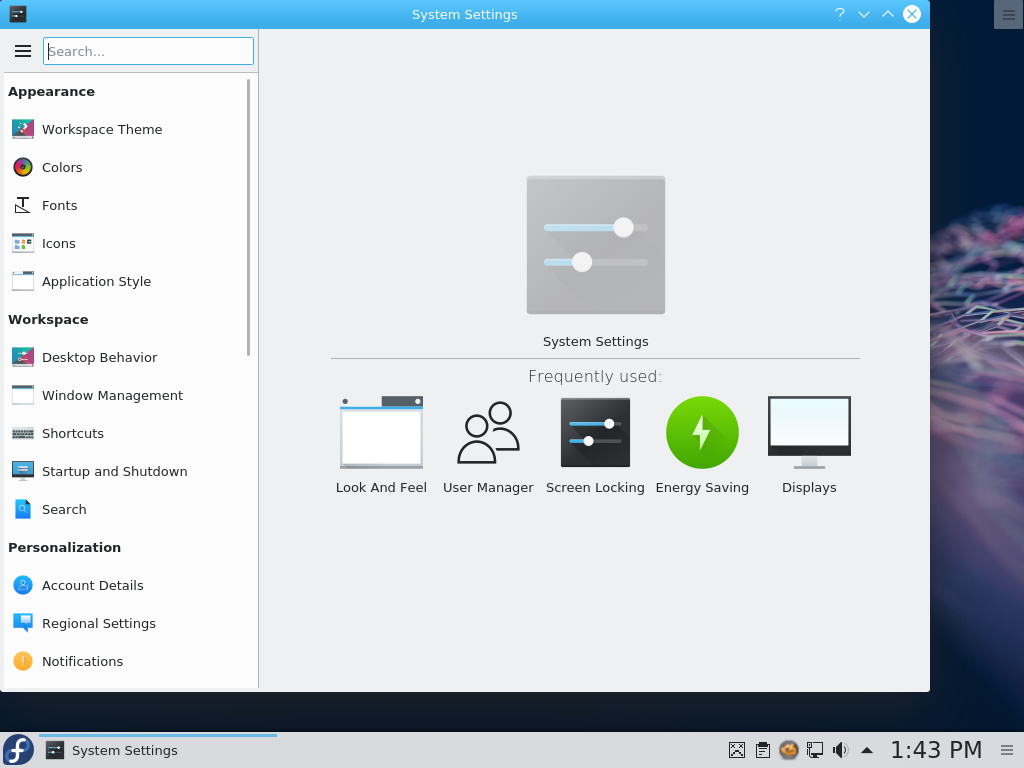 System Settings
Search...
Appearance
Workspace Theme
Colors
Fonts
Icons
Application Style
Workspace
Desktop Behavior
Window Management
Shortcuts
Startup and Shutdown
Search
Personalization
Account Details
Regional Settings
Notifications
System Settings
Frequently used:
Look And Feel User Manager Screen Locking Energy Saving Displays
System Settings
1:43 PM